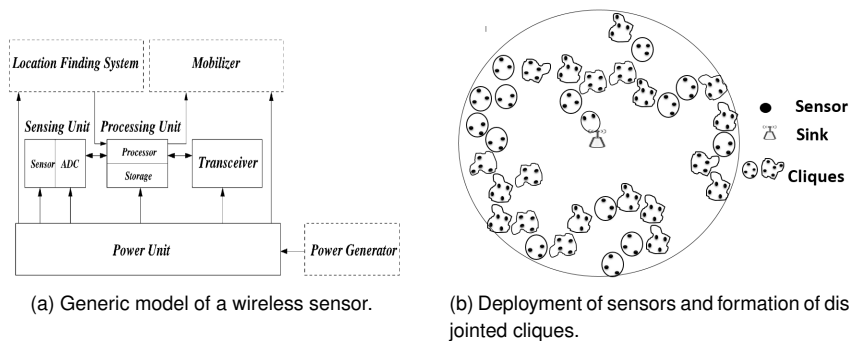 Location Finding System
Mobilizer
Sensing Unit
Processing Unit
Sensor
ADC
Processor
Storage
Transceiver
Power Unit
Power Generator
(a) Generic model of a wireless sensor.
Sensor
Sink
Cliques
(b) Deployment of sensors and formation of dis
jointed cliques.